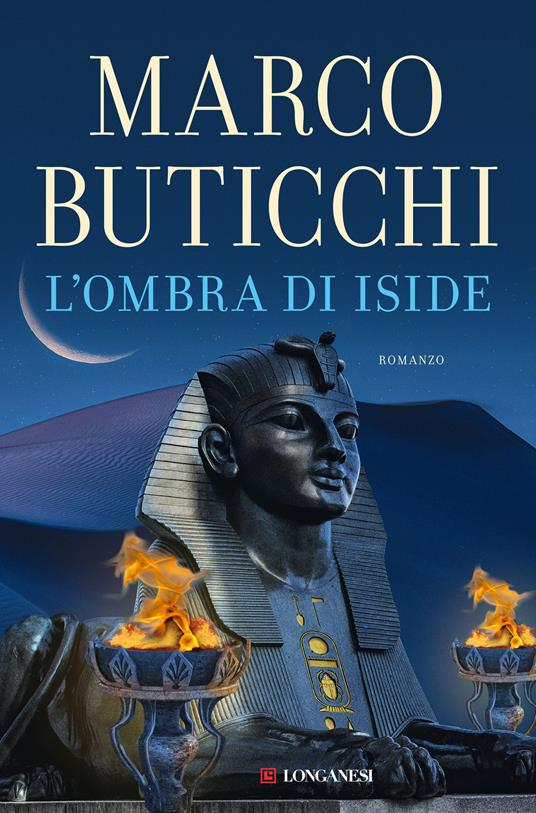 MARCO
BUTICCHI
L’OMBRA DI ISIDE
ROMANZO
LONGANESI